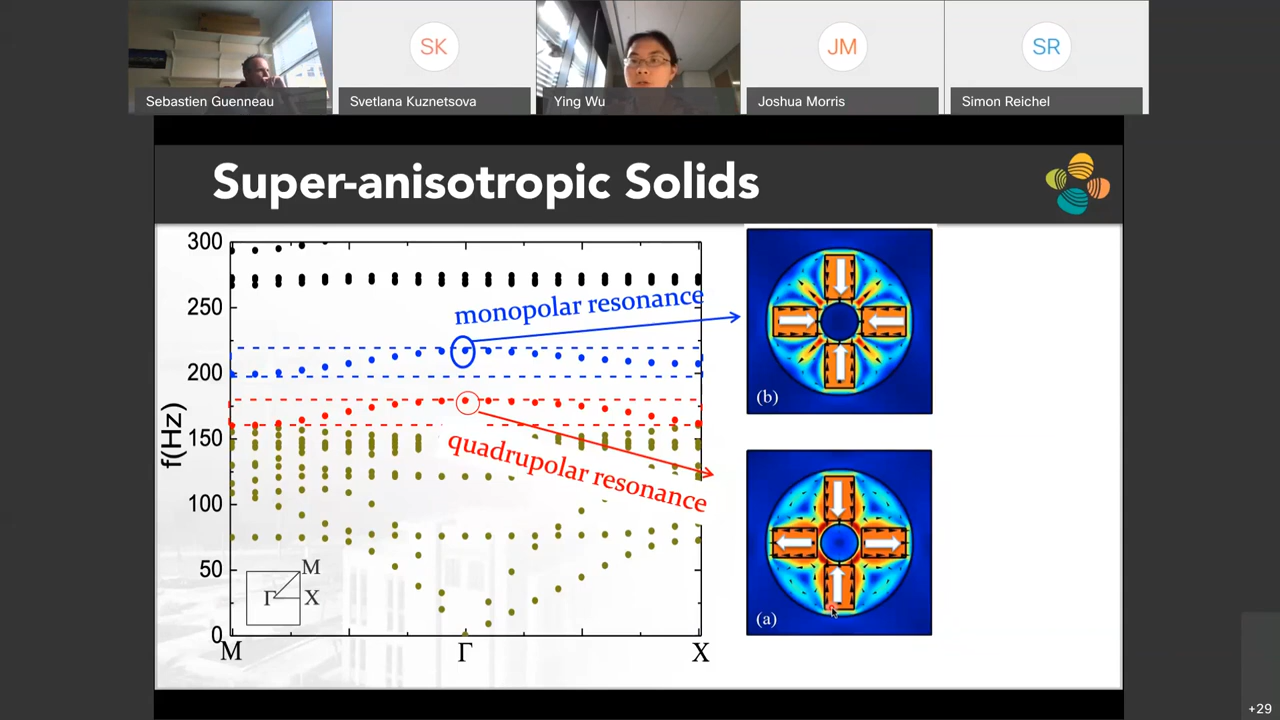 SK
JM
SR
Sebastien Guenneau
Svetlana Kuznetsova
Ying Wu
Joshua Morris
Simon Reichel
Super-anisotropic Solids
300
250
200
150
100
50
0
f(Hz)
monopolar resonance
quadrupolar resonance
M
Γ
X
M
Γ
X
(b)
(a)
+29